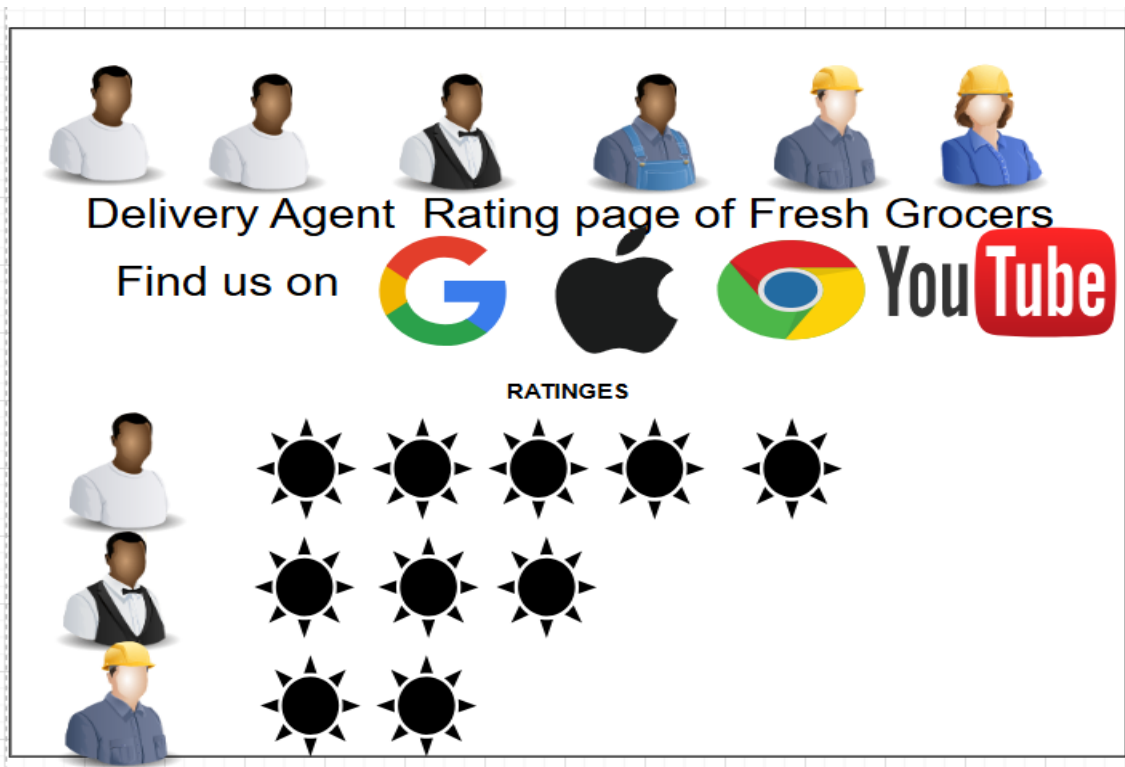 Delivery Agent Rating page of Fresh Grocers
Find us on
YouTube
RATINGES